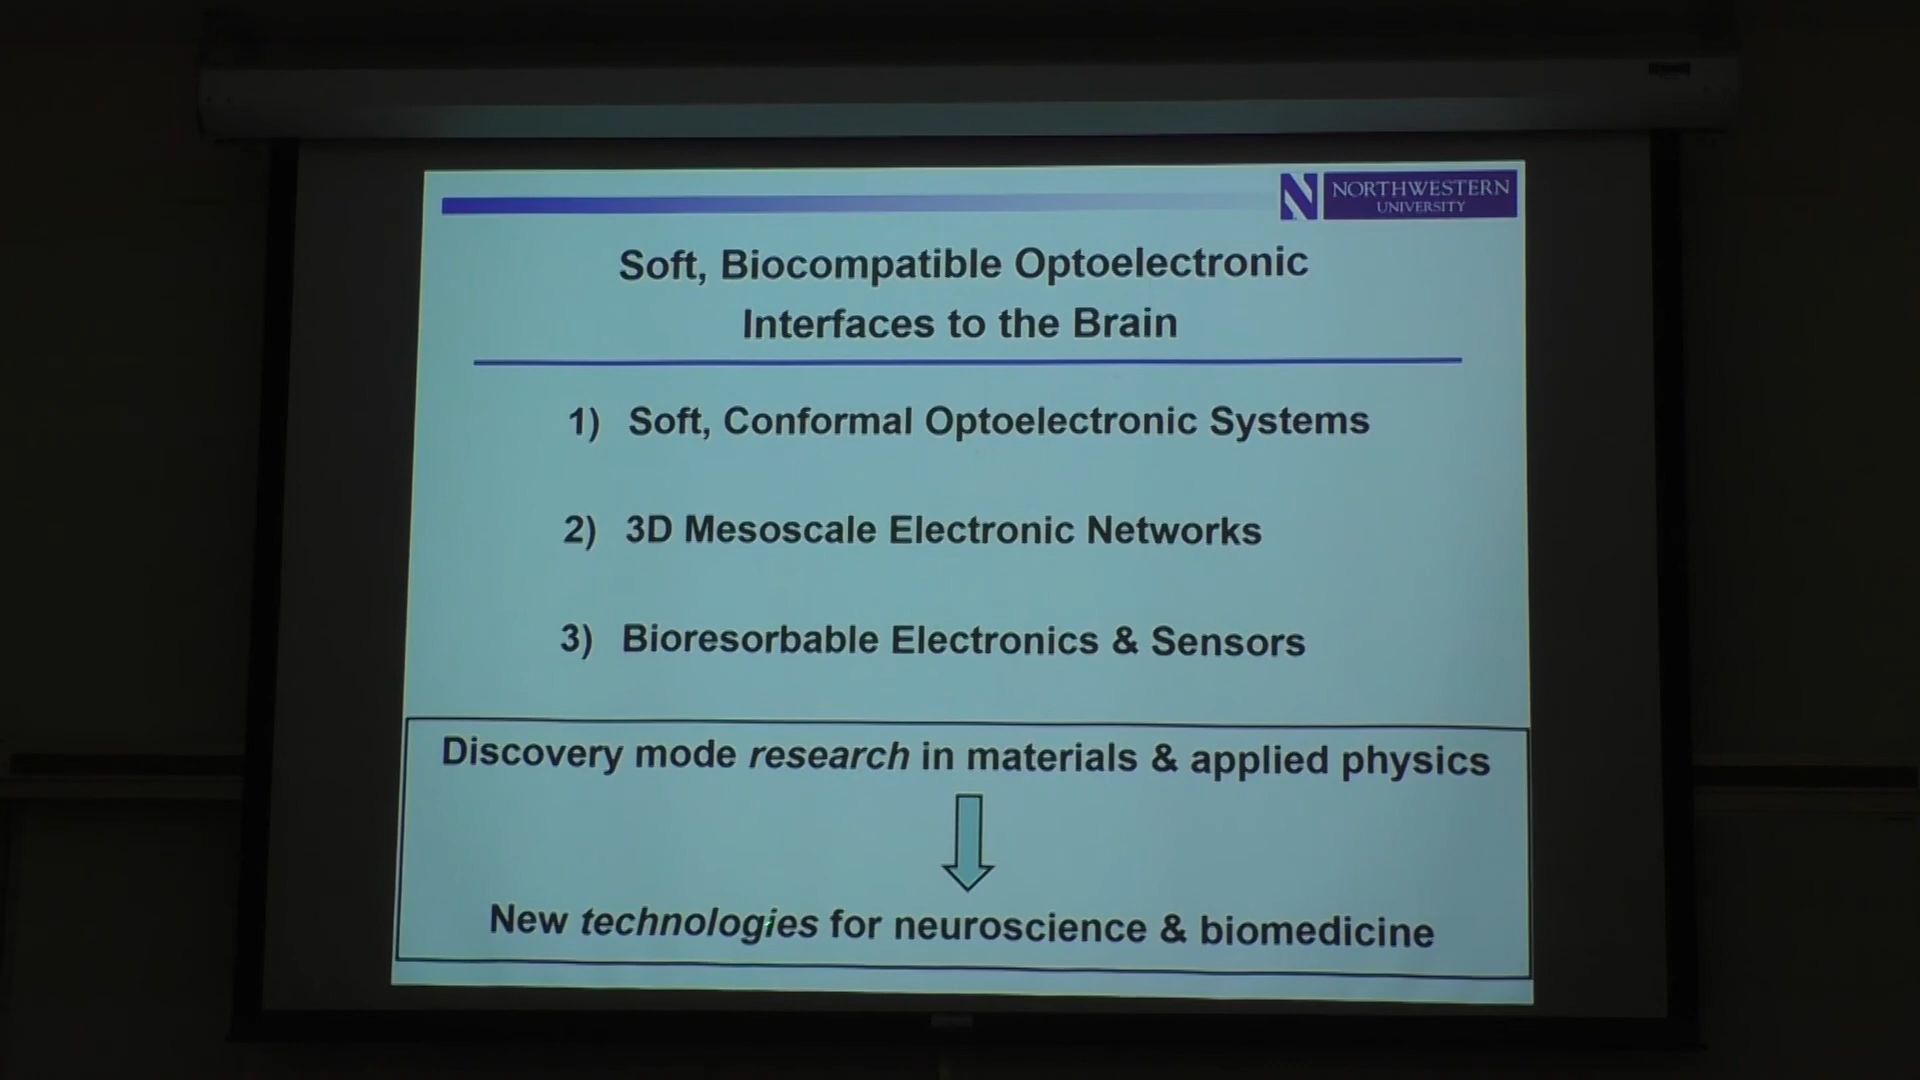 NORTHWESTERN
UNIVERSITY
Soft, Biocompatible Optoelectronic
Interfaces to the Brain
1) Soft, Conformal Optoelectronic Systems
2) 3D Mesoscale Electronic Networks
3) Bioresorbable Electronics & Sensors
Discovery mode research in materials & applied physics
New technologies for neuroscience & biomedicine